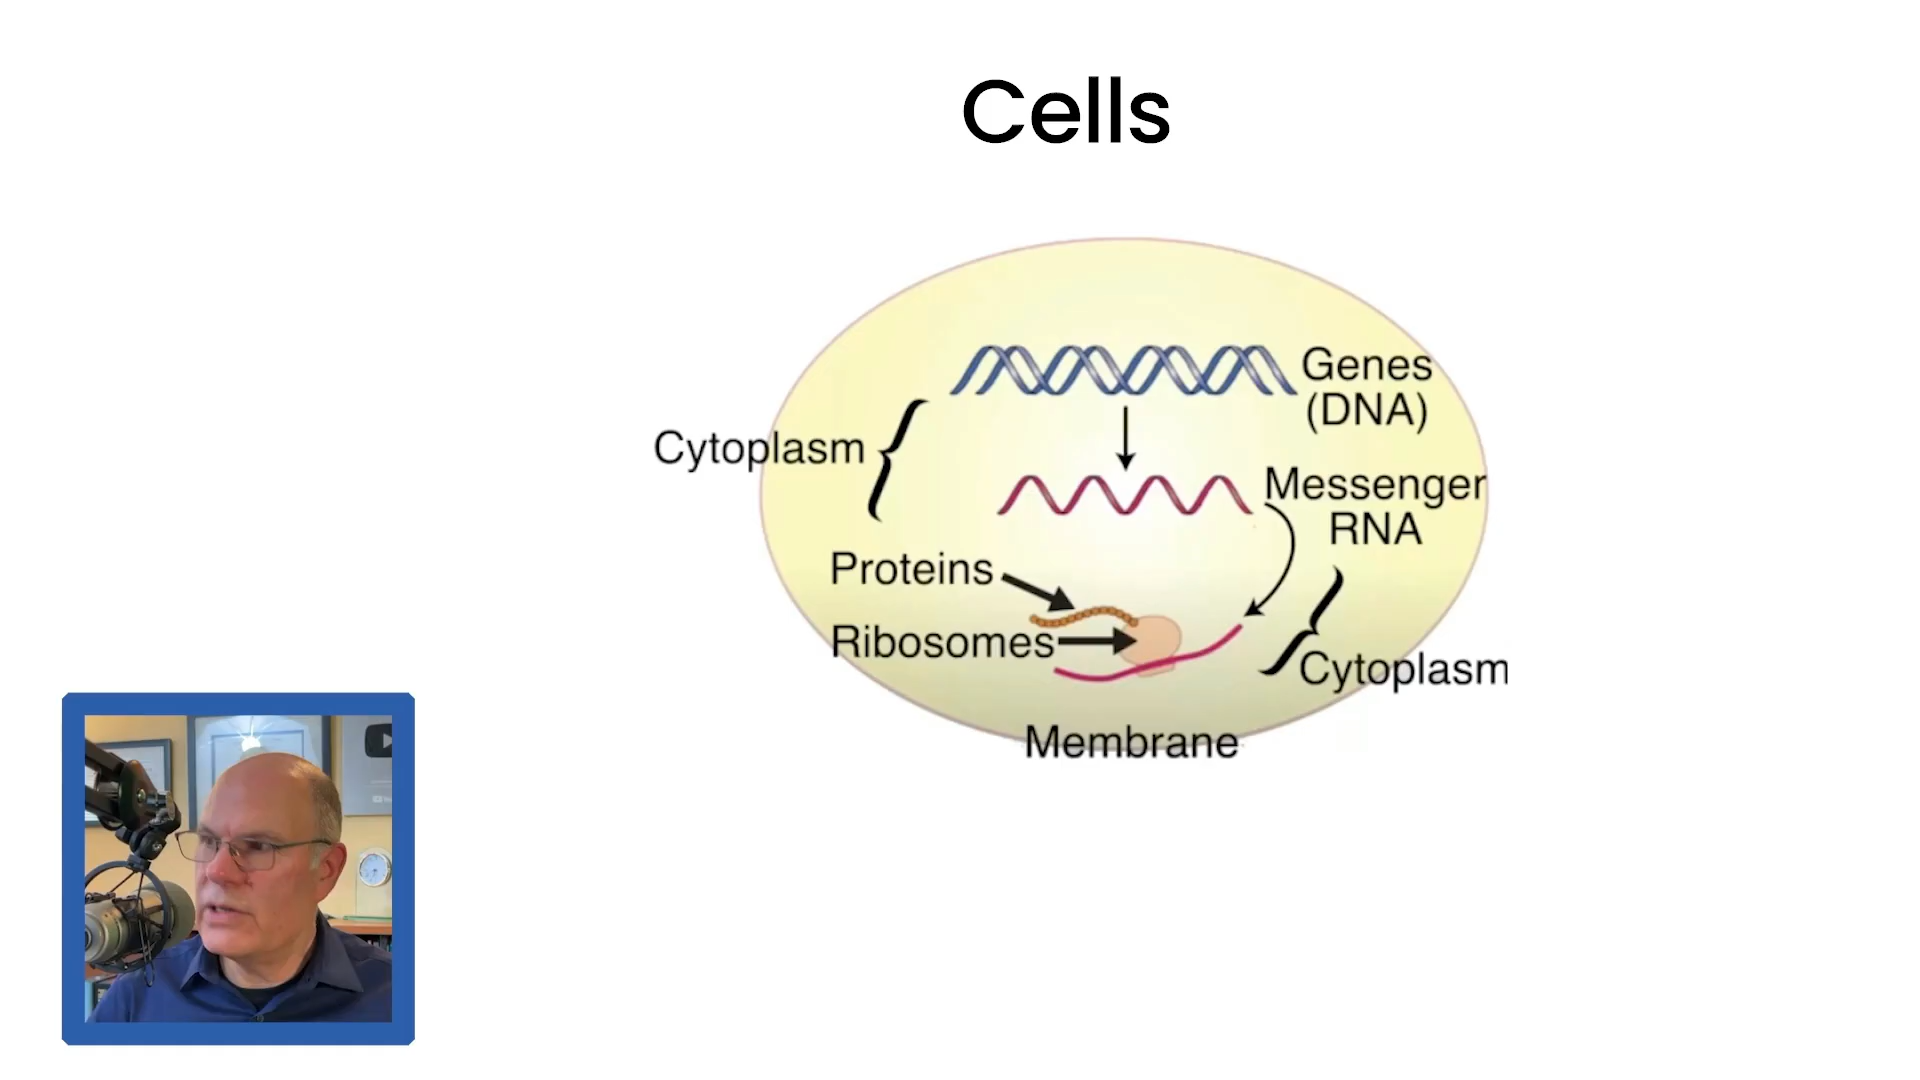 Cells
Genes
(DNA)
Cytoplasm
Messenger
RNA
Proteins
Ribosomes
Cytoplasm
Membrane